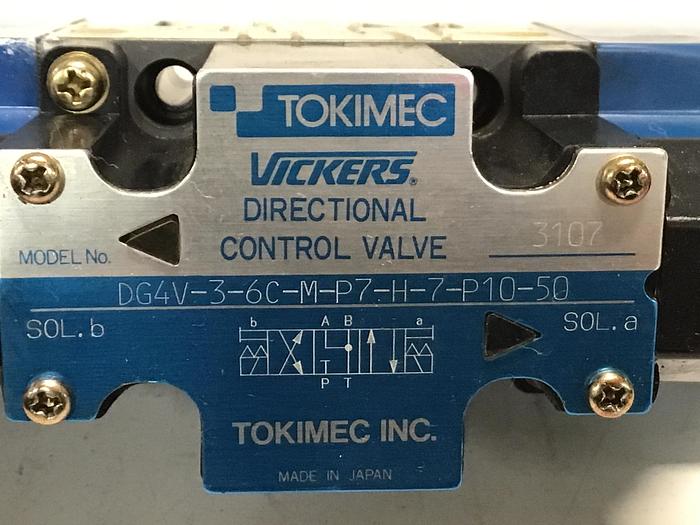 TOKIMEC
VICKERS®
DIRECTIONAL
CONTROL VALVE
3107
MODEL No.
DG4V-3-6C-M-P7-H-7-P10-50
SOL.b
b A B a
SOL.a
T T
P T
TOKIMEC INC.
MADE IN JAPAN